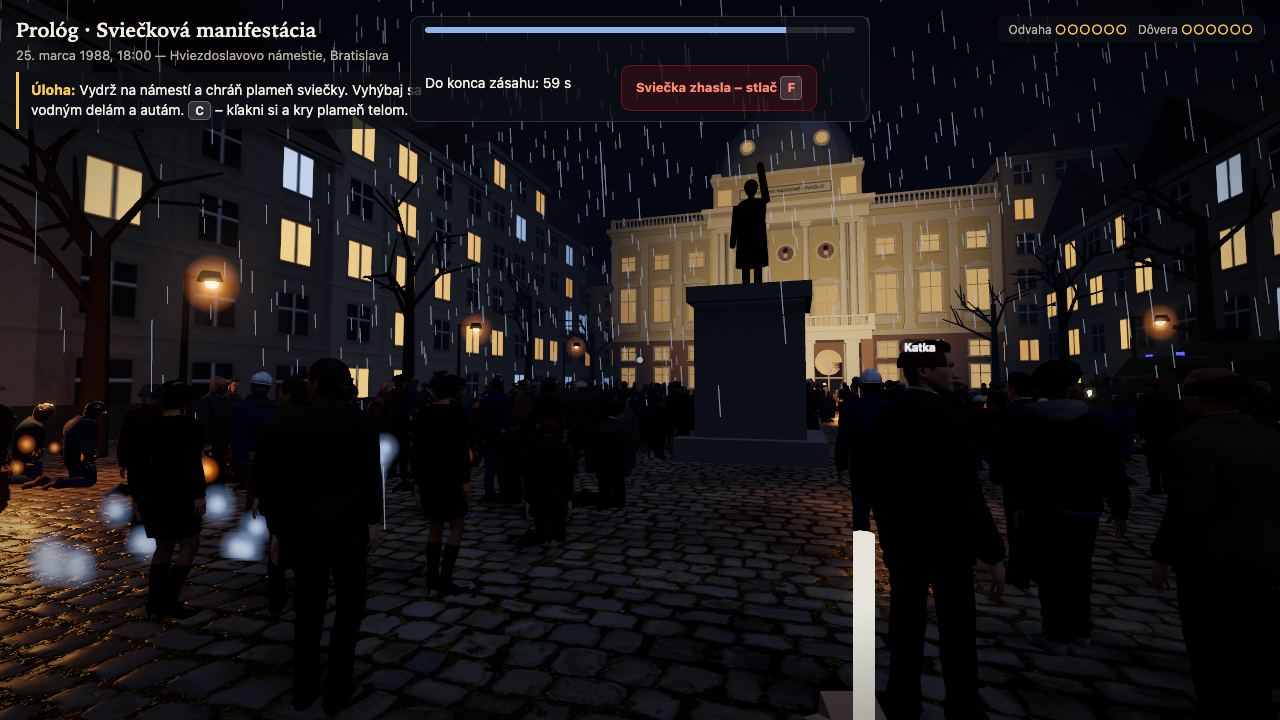 Prológ · Sviečková manifestácia
25. marca 1988, 18:00 — Hviezdoslavovo námestie, Bratislava
Úloha: Vydrž na námestí a chráň plameň sviečky. Vyhýbaj sa
vodným delám a autám. C – kľakni si a kry plameň telom.
Do konca zásahu: 59 s
Sviečka zhasla – stlač F
Odvaha Dôvera
DIVADLO
Katka